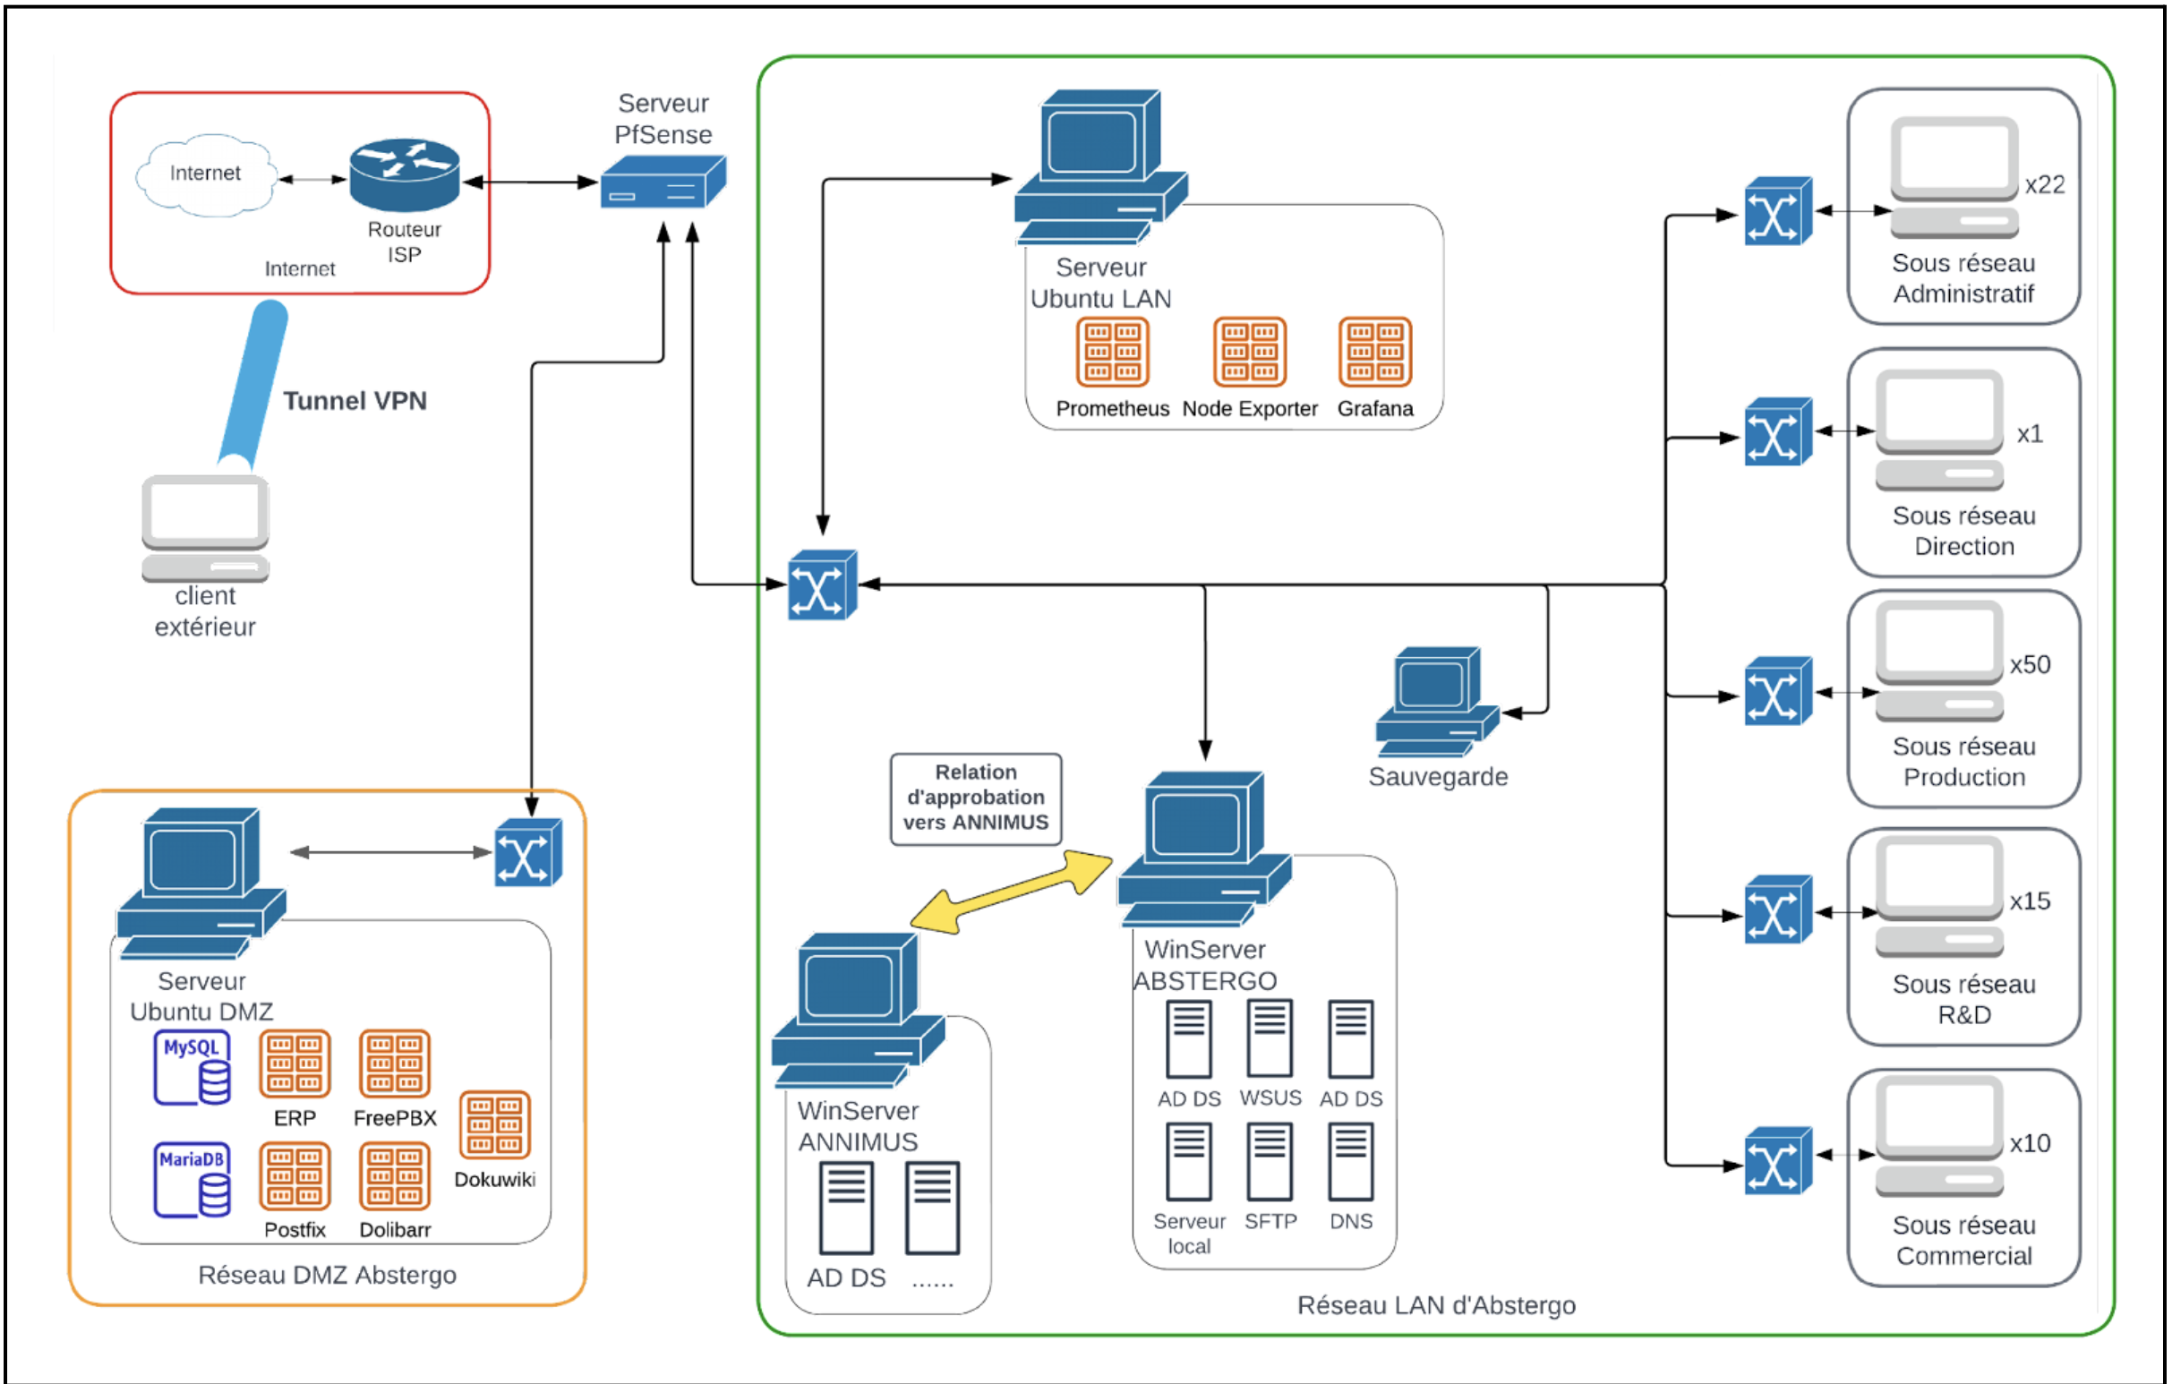 Internet
Routeur
ISP
Internet
Serveur
PfSense
Tunnel VPN
client
extérieur
Serveur
Ubuntu DMZ
MySQL
ERP
FreePBX
MariaDB
Postfix
Dolibarr
Dokuwiki
Réseau DMZ Abstergo
Serveur
Ubuntu LAN
Prometheus
Node Exporter
Grafana
Sauvegarde
Relation
d'approbation
vers ANNIMUS
WinServer
ANNIMUS
AD DS
......
WinServer
ABSTERGO
AD DS
WSUS
AD DS
Serveur
local
SFTP
DNS
Réseau LAN d'Abstergo
x22
Sous réseau
Administratif
x1
Sous réseau
Direction
x50
Sous réseau
Production
x15
Sous réseau
R&D
x10
Sous réseau
Commercial